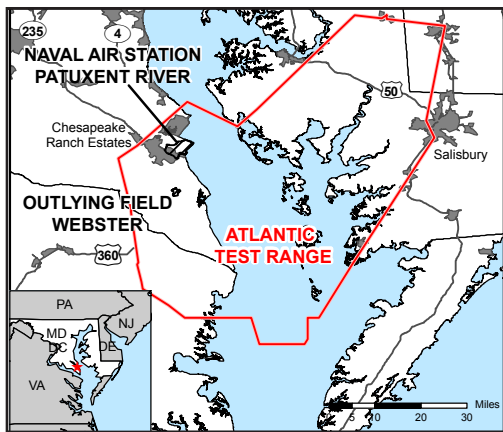 235
4
NAVAL AIR STATION
PATUXENT RIVER
50
Chesapeake
Ranch Estates
Salisbury
OUTLYING FIELD
WEBSTER
ATLANTIC
TEST RANGE
360
PA
MD
NJ
DC
DE
VA
Miles
5 10 20 30